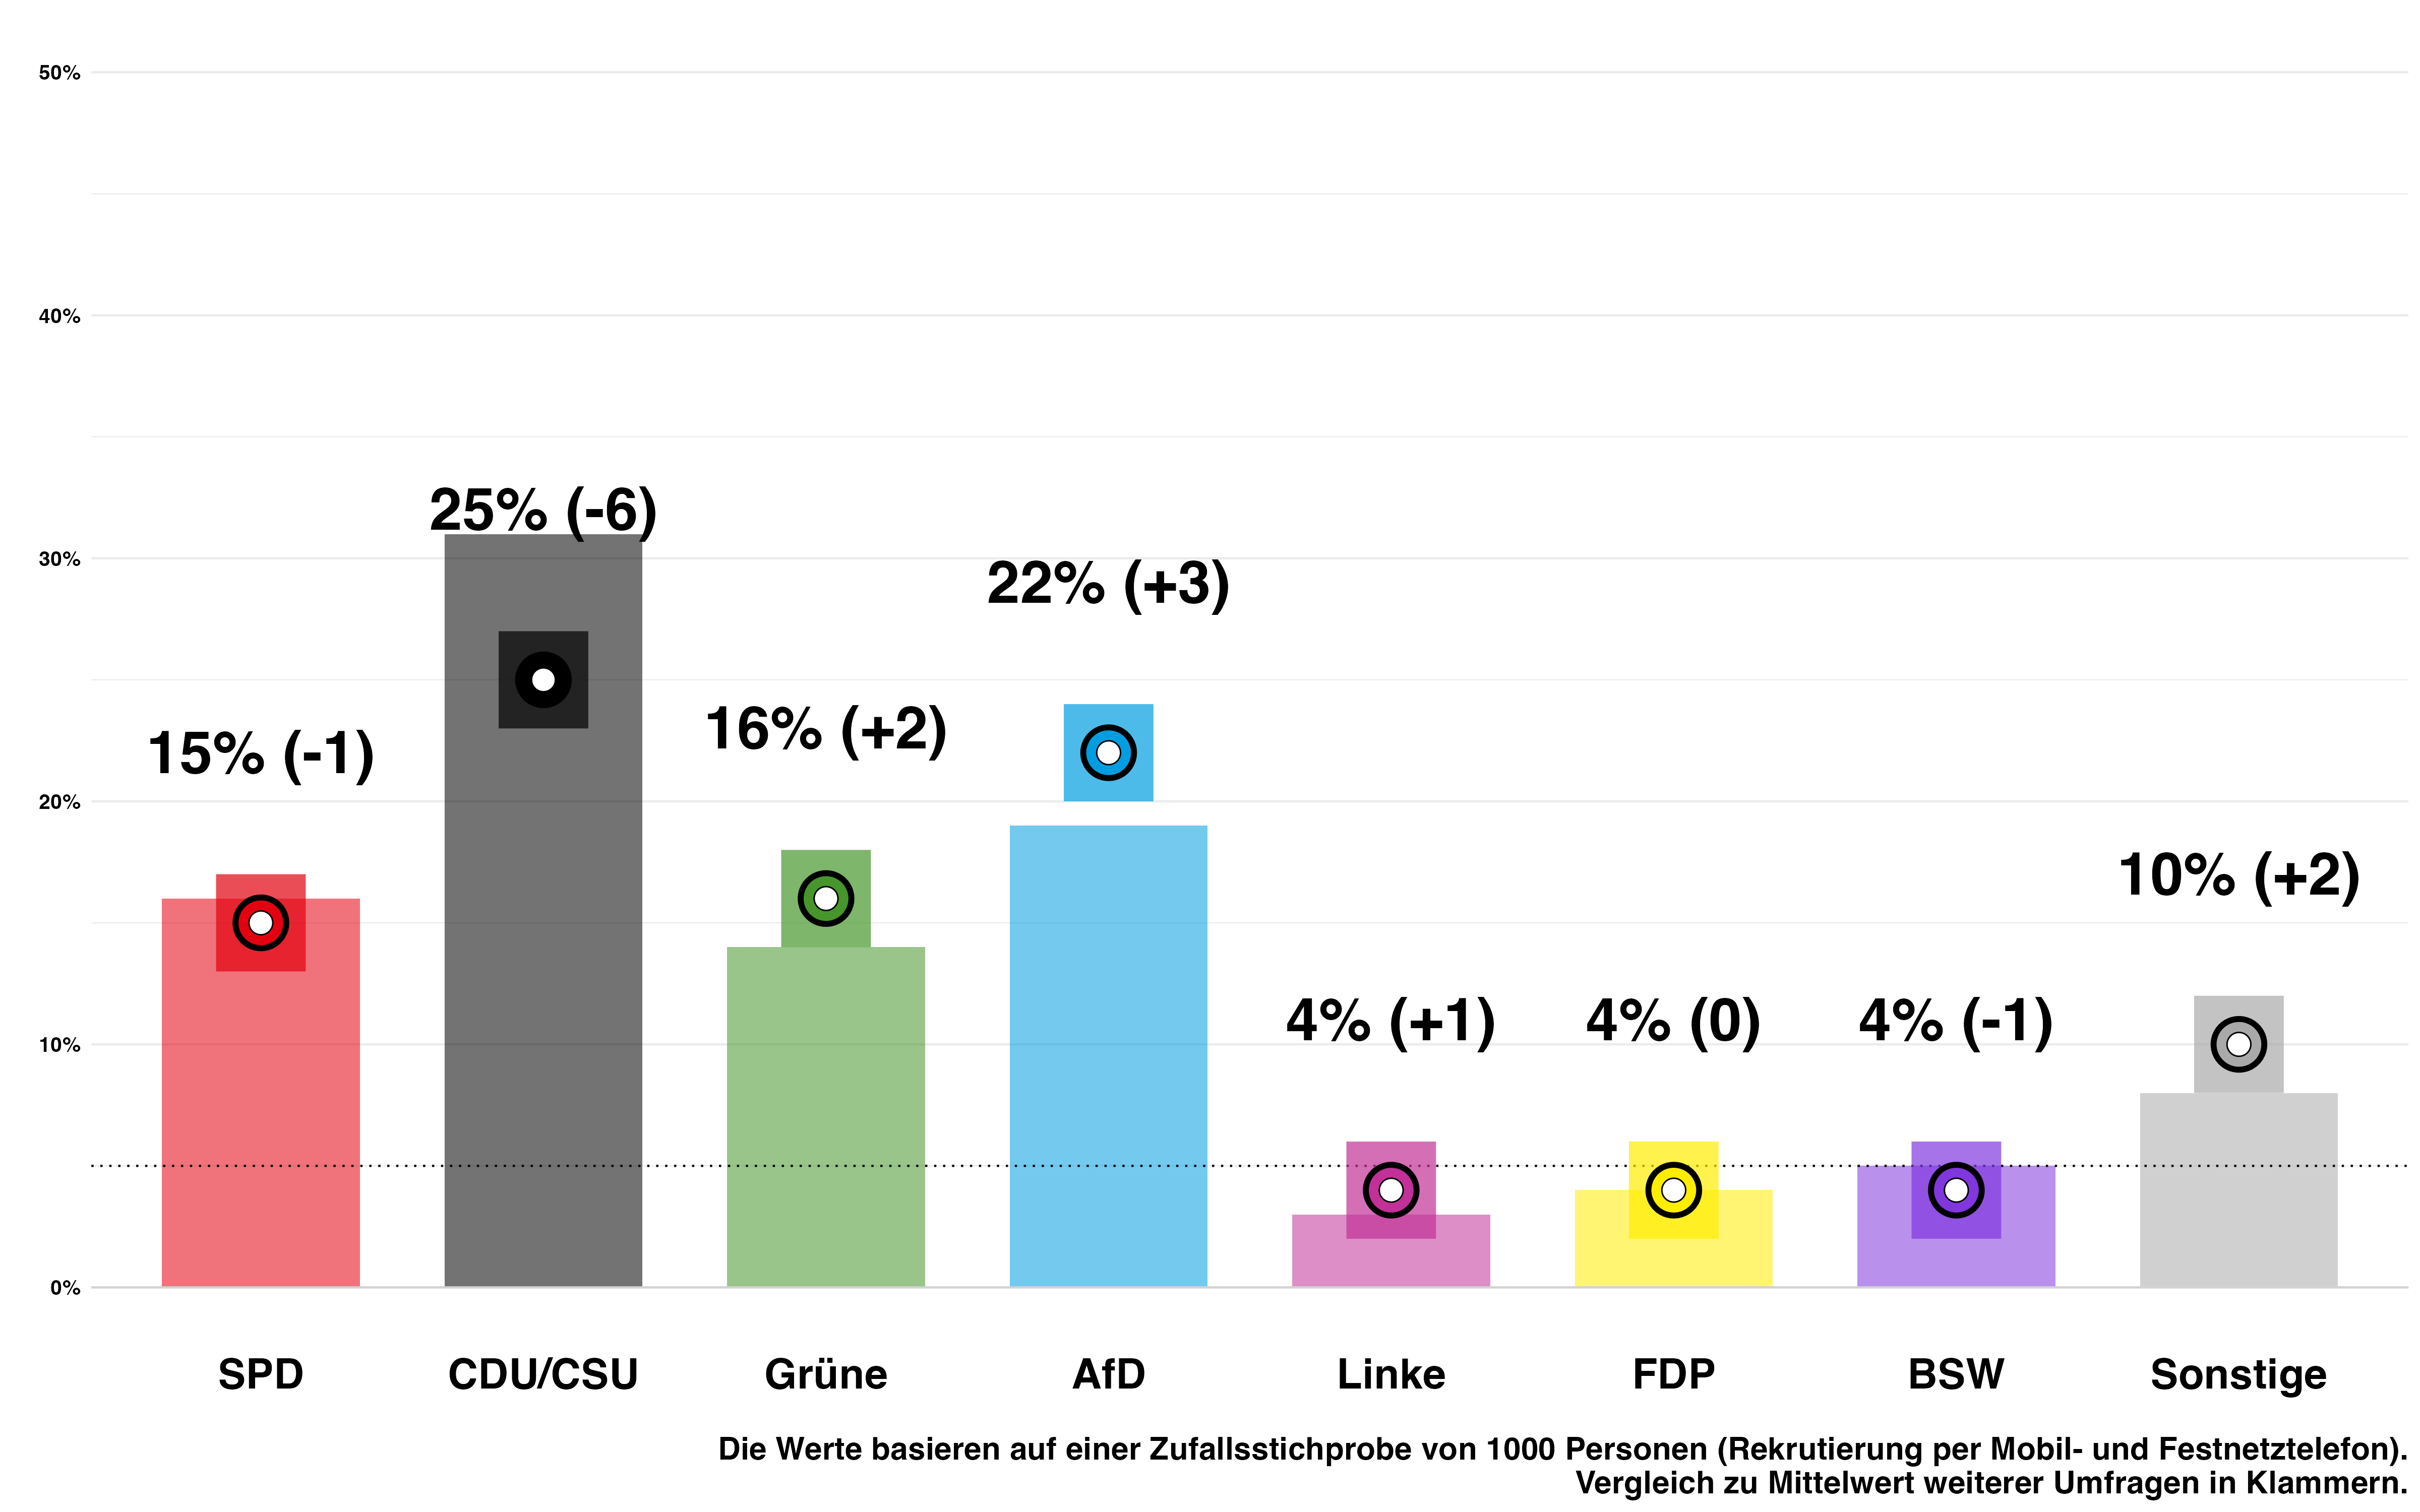 50%
40%
30%
20%
10%
0%
15% (-1)
25% (-6)
16% (+2)
22% (+3)
4% (+1)
4% (0)
4% (-1)
10% (+2)
SPD
CDU/CSU
Grüne
AfD
Linke
FDP
BSW
Sonstige
Die Werte basieren auf einer Zufallsstichprobe von 1000 Personen (Rekrutierung per Mobil- und Festnetztelefon).
Vergleich zu Mittelwert weiterer Umfragen in Klammern.